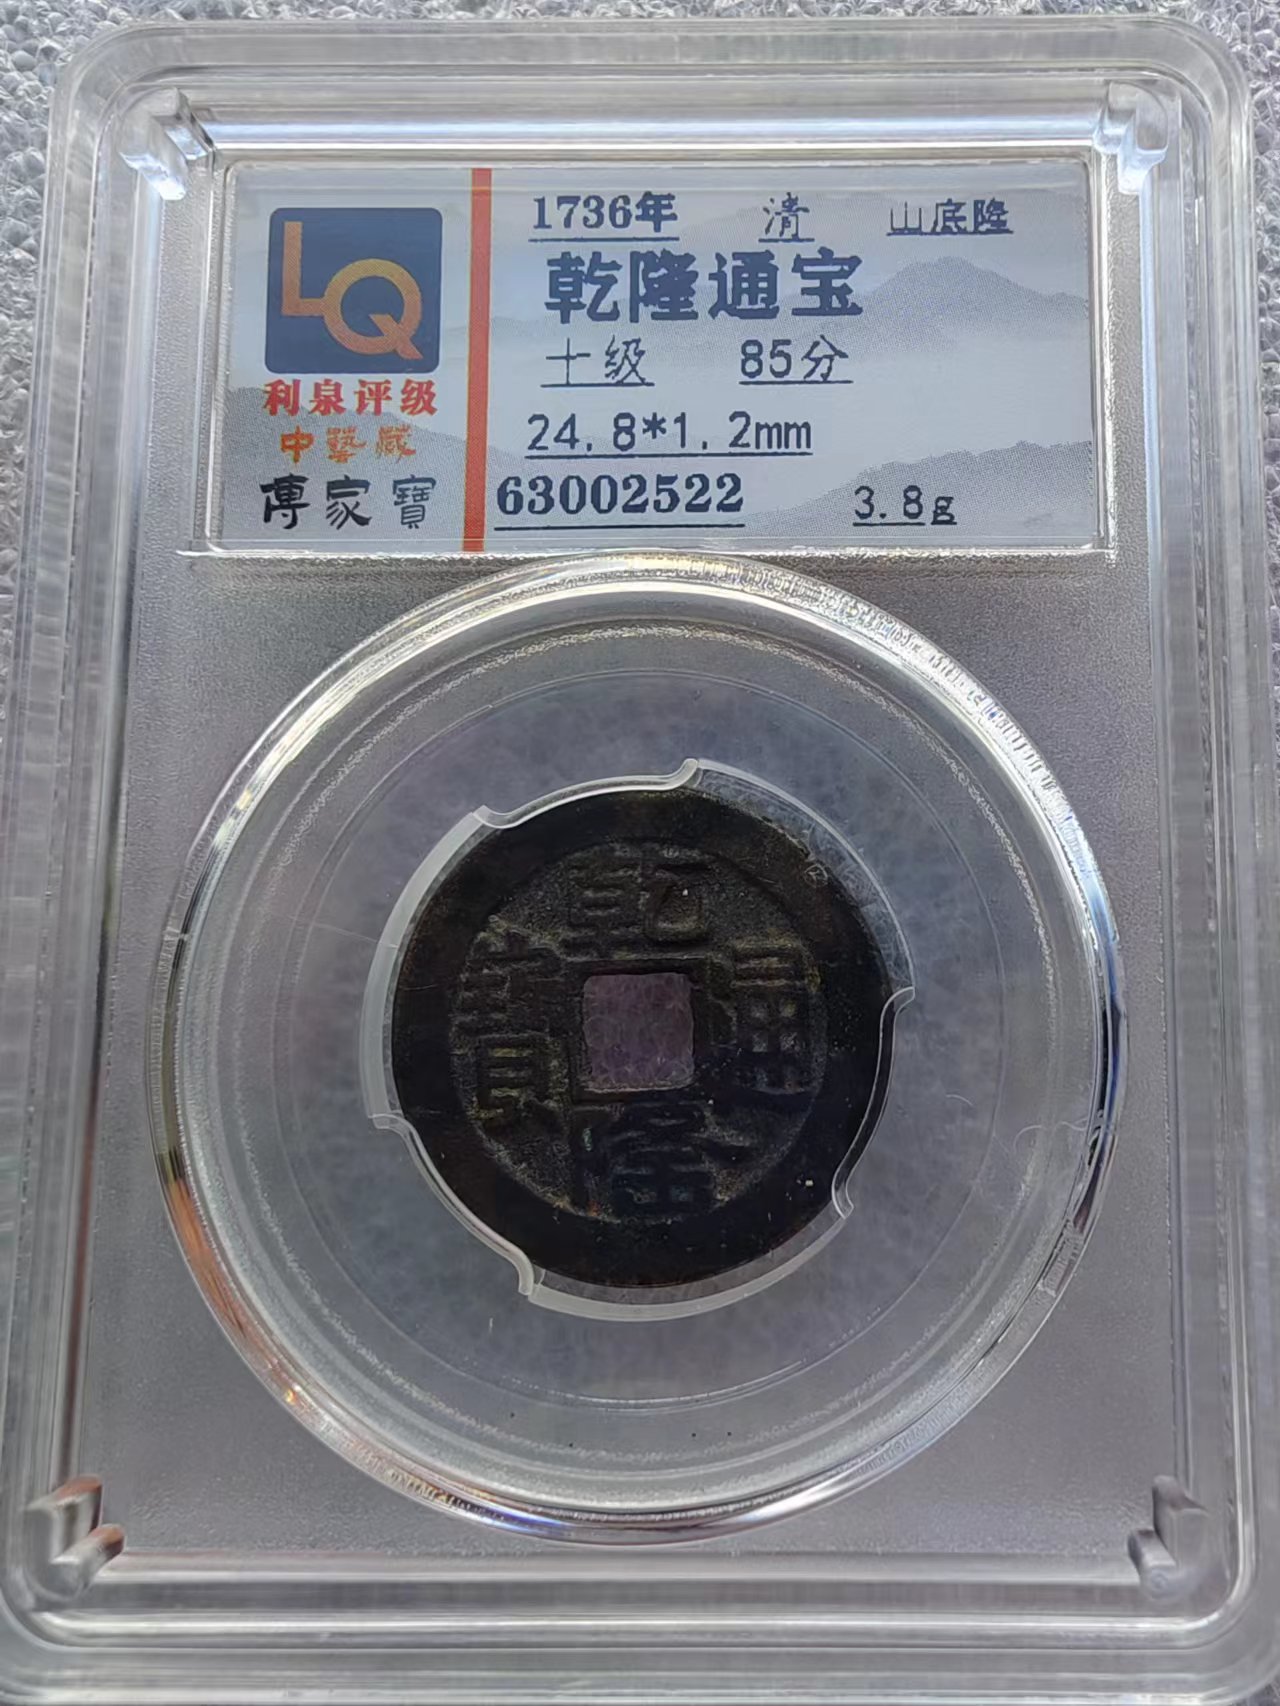 LQ
利泉评级
中藝藏
傳家寶
1736年 清 山底隆
乾隆通宝
十级 85分
24.8*1.2mm
63002522 3.8g
乾隆通寶